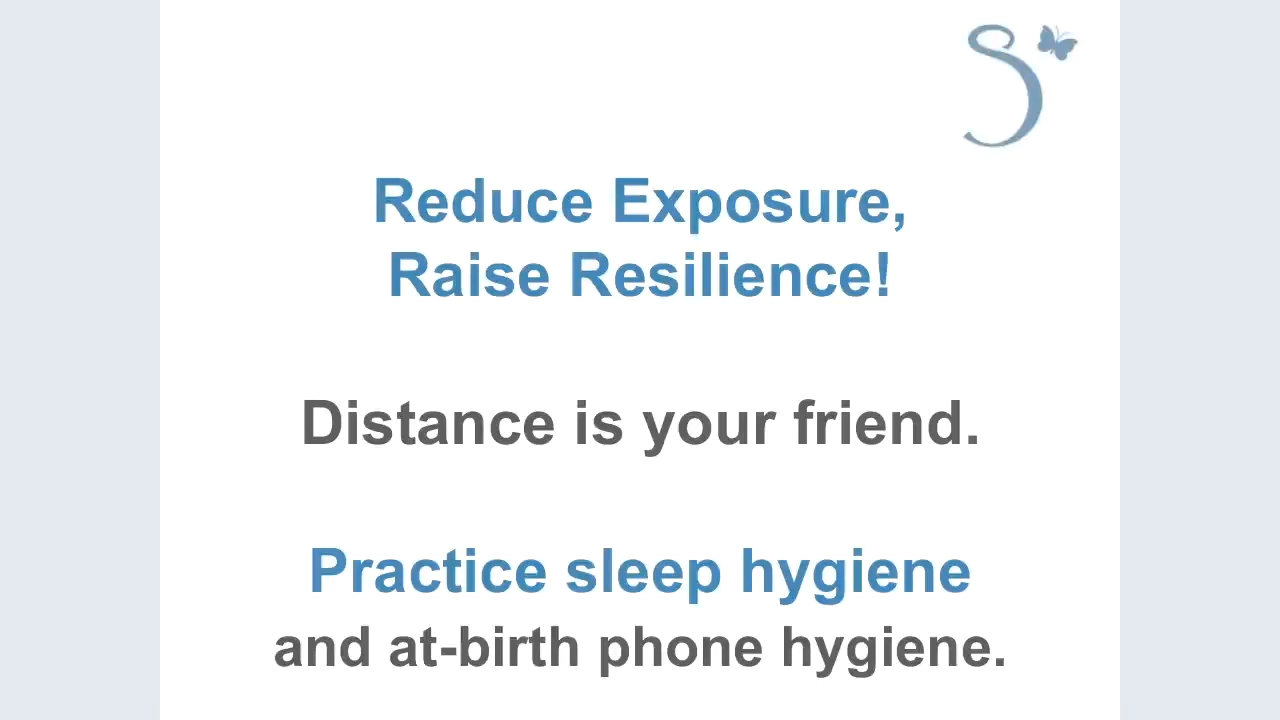 S
Reduce Exposure,
Raise Resilience!
Distance is your friend.
Practice sleep hygiene
and at-birth phone hygiene.